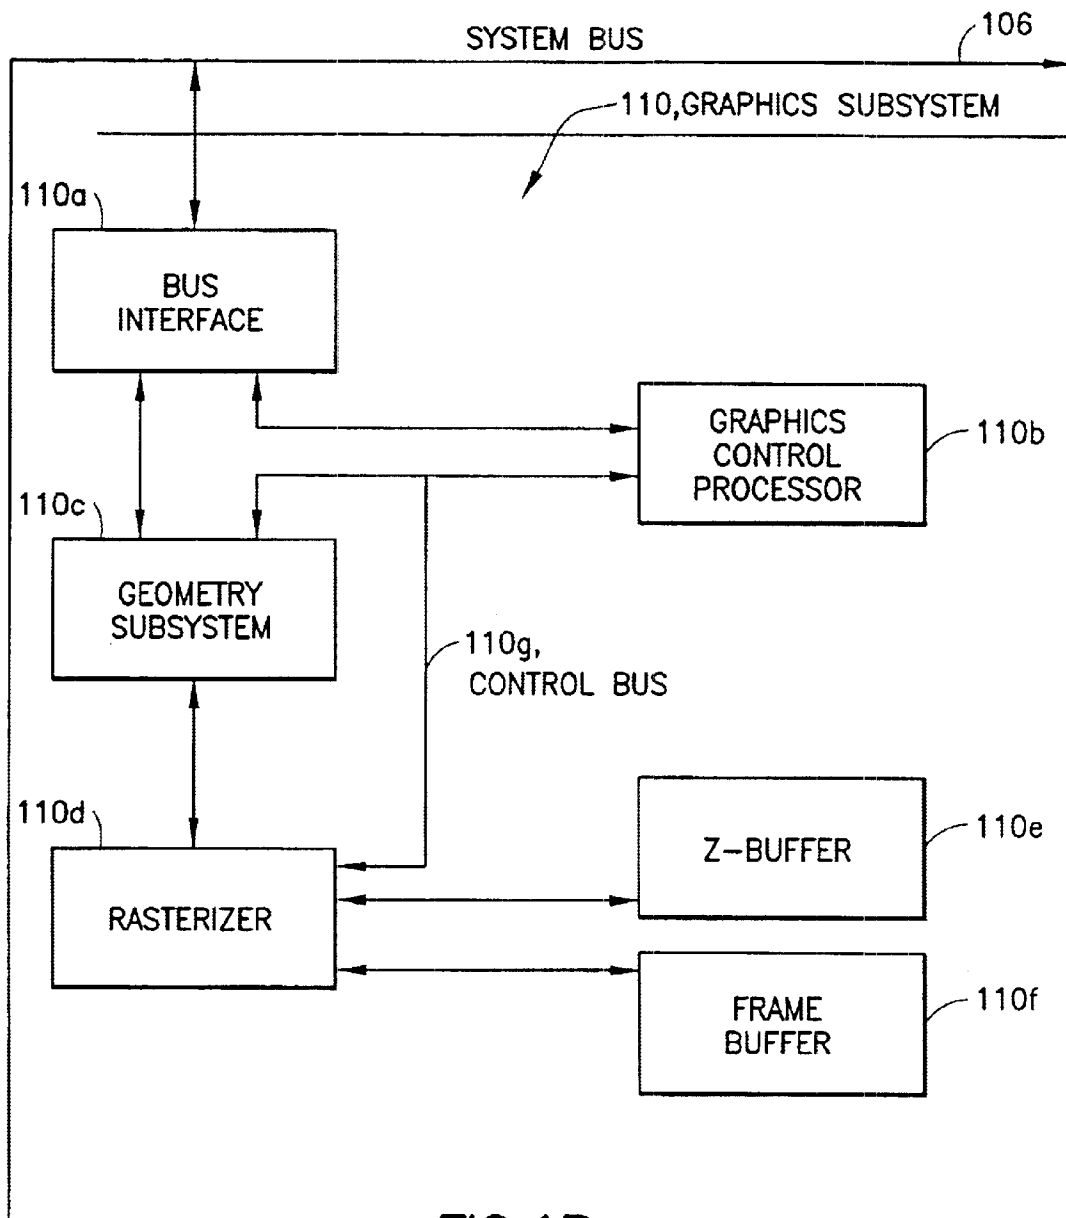 106
SYSTEM BUS
110,GRAPHICS SUBSYSTEM
110a
BUS
INTERFACE
GRAPHICS
CONTROL
PROCESSOR
110b
110c
GEOMETRY
SUBSYSTEM
110g,
CONTROL BUS
110d
RASTERIZER
Z-BUFFER
110e
FRAME
BUFFER
110f